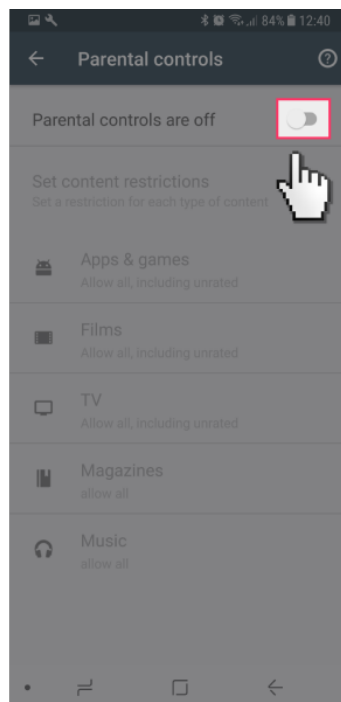 84% 12:40
Parental controls
Parental controls are off
Set content restrictions
Set a restriction for each type of content
Apps & games
Allow all, including unrated
Films
Allow all, including unrated
TV
Allow all, including unrated
Magazines
allow all
Music
allow all